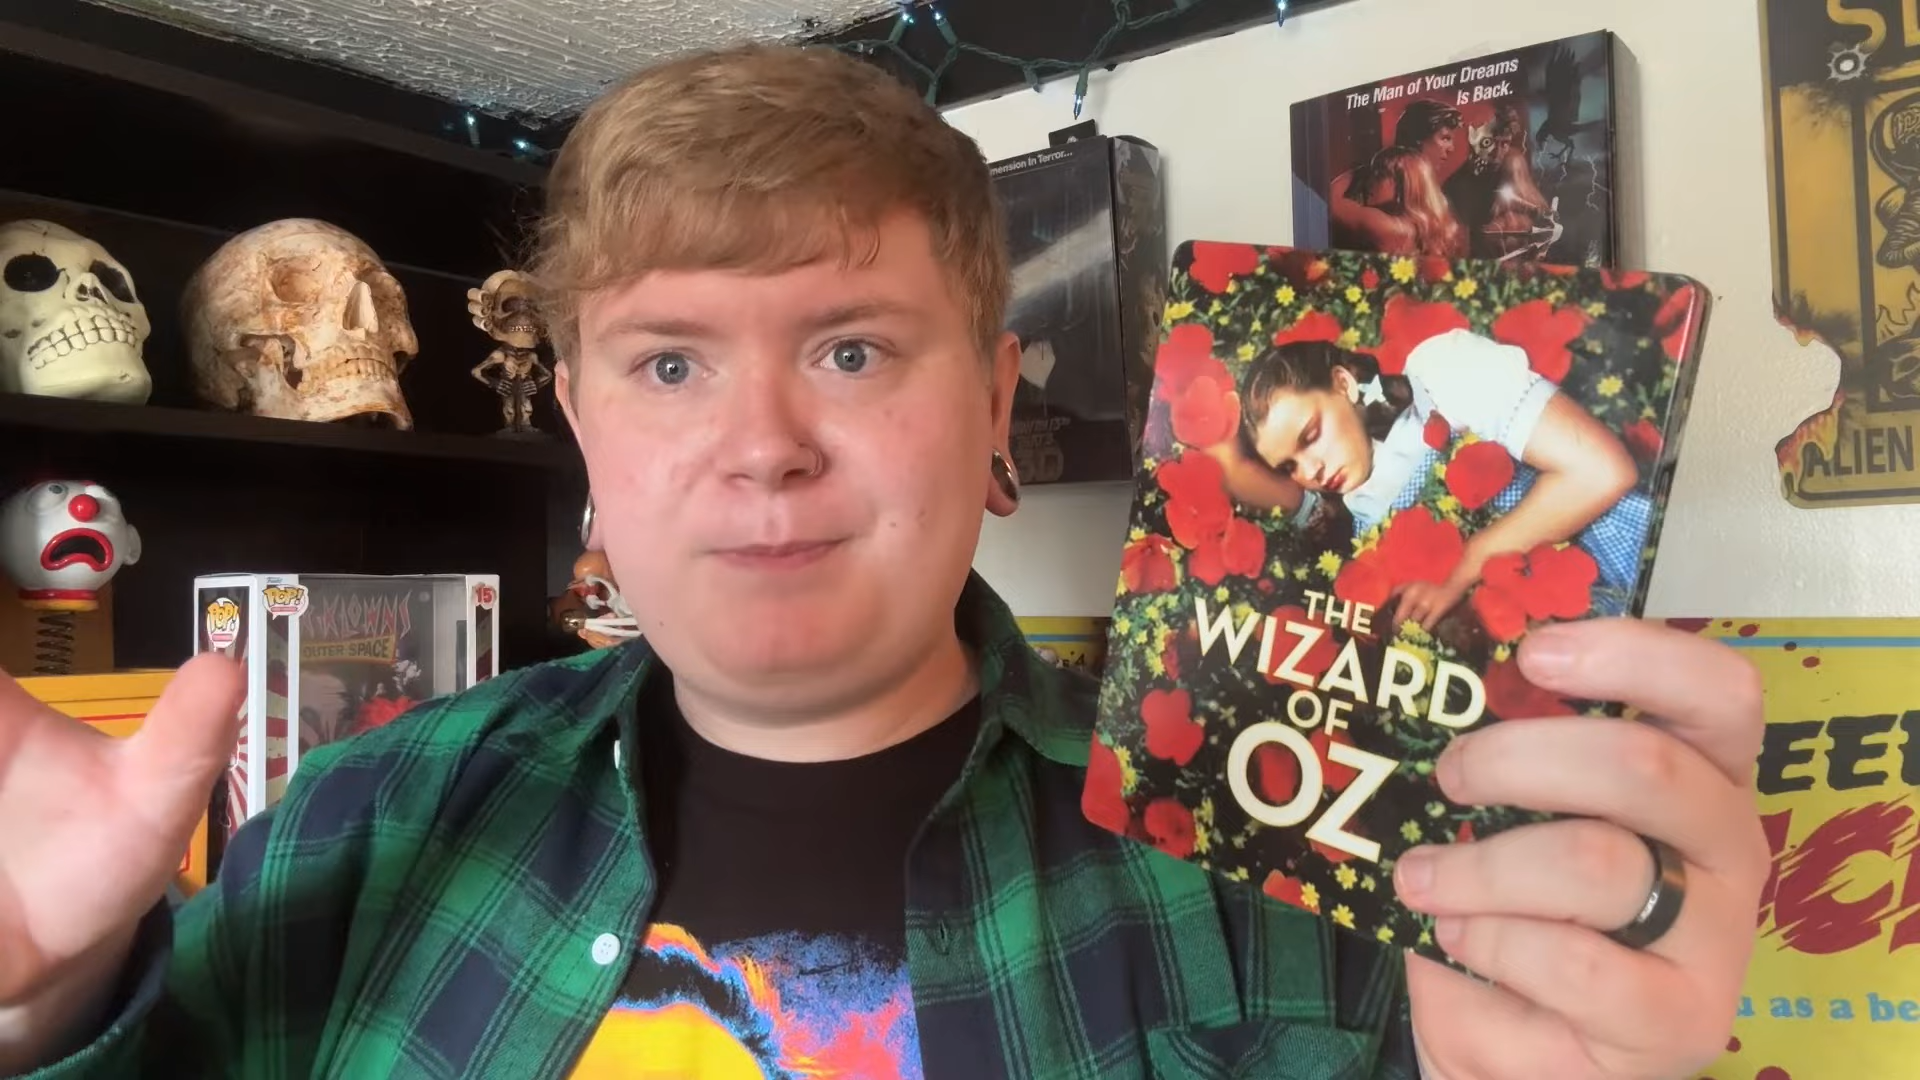 The Man of Your Dreams
Is Back.
mension In Terror...
THE
WIZARD
OF
OZ
POP!
POP!
15
KLOWNS
OUTER SPACE
ALIEN
u as a be